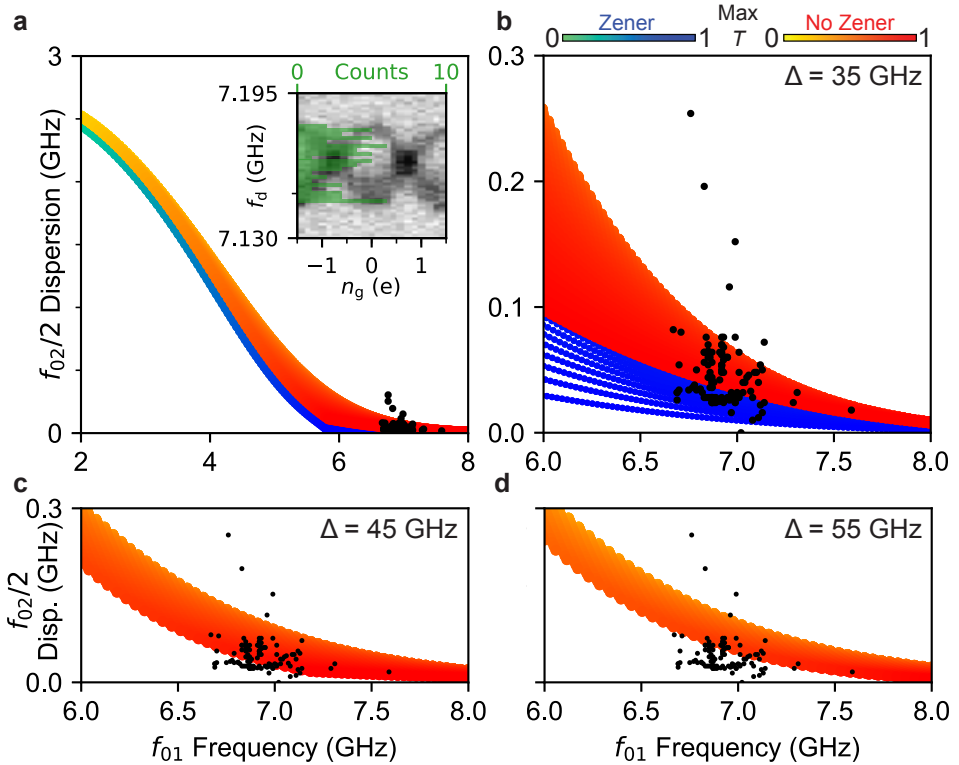 a
3
0
f02/2 Dispersion (GHz)
2
4
6
8
0 Counts 10
7.195
7.130
fd (GHz)
−1 0 1
ng (e)
b
Zener
Max
No Zener
0 1 T 0 1
Δ = 35 GHz
0.3
0.2
0.1
0.0
6.0 6.5 7.0 7.5 8.0
c
0.3
0.0
f02/2
Disp. (GHz)
Δ = 45 GHz
6.0 6.5 7.0 7.5 8.0
f01 Frequency (GHz)
d
Δ = 55 GHz
6.0 6.5 7.0 7.5 8.0
f01 Frequency (GHz)